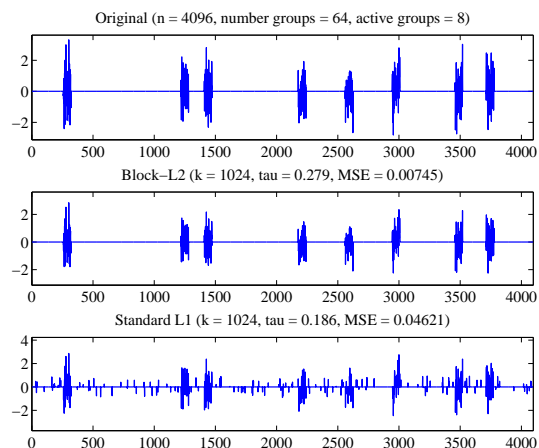 Original (n = 4096, number groups = 64, active groups = 8)
2
0
−2
0 500 1000 1500 2000 2500 3000 3500 4000
Block−L2 (k = 1024, tau = 0.279, MSE = 0.00745)
2
0
−2
0 500 1000 1500 2000 2500 3000 3500 4000
Standard L1 (k = 1024, tau = 0.186, MSE = 0.04621)
4
2
0
−2
0 500 1000 1500 2000 2500 3000 3500 4000